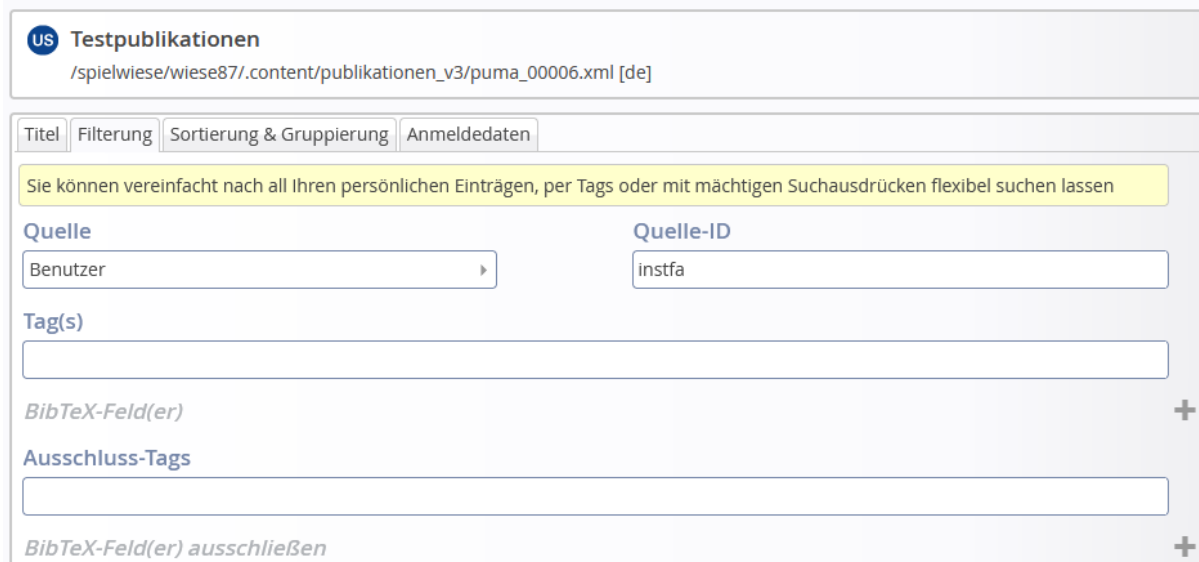 US Testpublikationen
/spielwiese/wiese87/.content/publikationen_v3/puma_00006.xml [de]
Titel Filterung Sortierung & Gruppierung Anmeldedaten
Sie können vereinfacht nach all Ihren persönlichen Einträgen, per Tags oder mit mächtigen Suchausdrücken flexibel suchen lassen
Quelle Quelle-ID
Benutzer instfa
Tag(s)
BibTeX-Feld(er)
Ausschluss-Tags
BibTeX-Feld(er) ausschließen